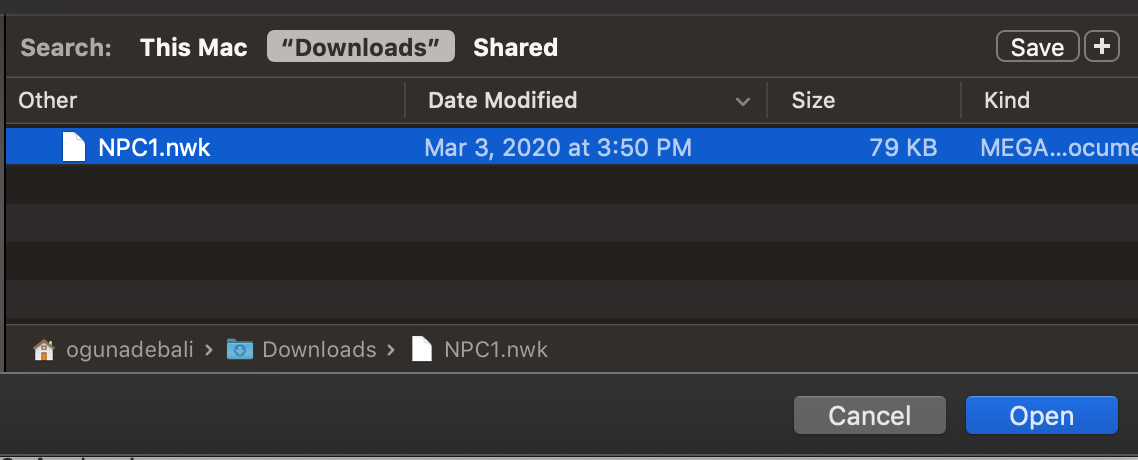 Search: This Mac “Downloads” Shared Save +
Other Date Modified Size Kind
NPC1.nwk Mar 3, 2020 at 3:50 PM 79 KB MEGA...ocume
ogunadebali › Downloads › NPC1.nwk
Cancel Open